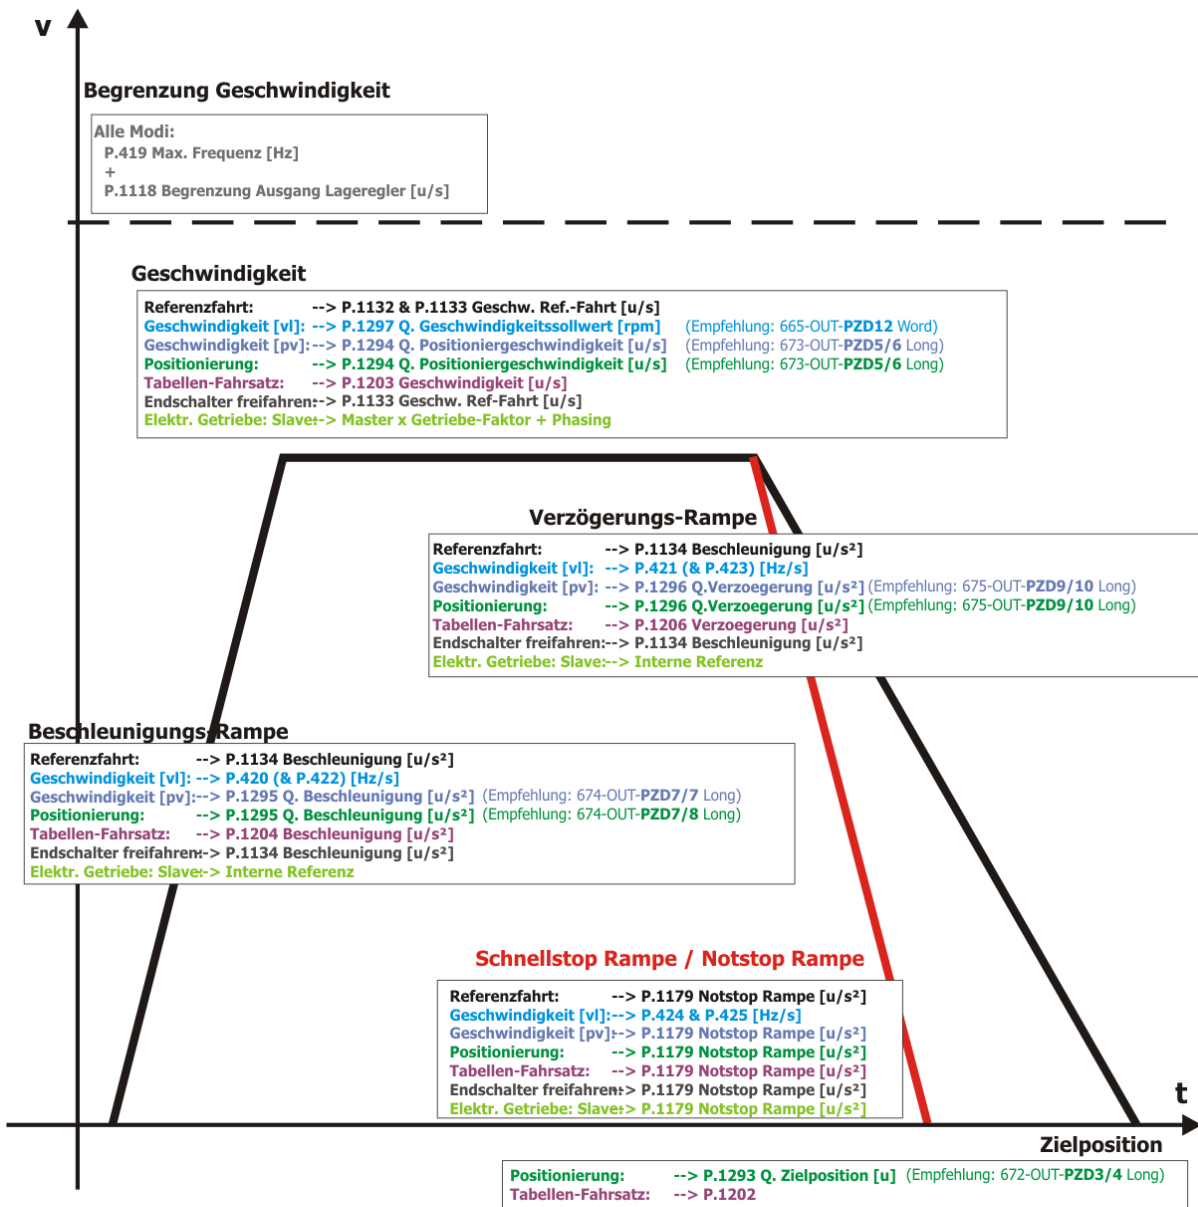 v
Begrenzung Geschwindigkeit
Alle Modi:
P.419 Max. Frequenz [Hz]
+
P.1118 Begrenzung Ausgang Lageregler [u/s]
Geschwindigkeit
Referenzfahrt: --> P.1132 & P.1133 Geschw. Ref.-Fahrt [u/s]
Geschwindigkeit [vl]: --> P.1297 Q. Geschwindigkeitssollwert [rpm] (Empfehlung: 665-OUT-PZD12 Word)
Geschwindigkeit [pv]: --> P.1294 Q. Positioniergeschwindigkeit [u/s] (Empfehlung: 673-OUT-PZD5/6 Long)
Positionierung: --> P.1294 Q. Positioniergeschwindigkeit [u/s] (Empfehlung: 673-OUT-PZD5/6 Long)
Tabellen-Fahrsatz: --> P.1203 Geschwindigkeit [u/s]
Endschalter freifahren: --> P.1133 Geschw. Ref-Fahrt [u/s]
Elektr. Getriebe: Slave: --> Master x Getriebe-Faktor + Phasing
Verzögerungs-Rampe
Referenzfahrt: --> P.1134 Beschleunigung [u/s²]
Geschwindigkeit [vl]: --> P.421 (& P.423) [Hz/s]
Geschwindigkeit [pv]: --> P.1296 Q.Verzoegerung [u/s²] (Empfehlung: 675-OUT-PZD9/10 Long)
Positionierung: --> P.1296 Q.Verzoegerung [u/s²] (Empfehlung: 675-OUT-PZD9/10 Long)
Tabellen-Fahrsatz: --> P.1206 Verzoegerung [u/s²]
Endschalter freifahren: --> P.1134 Beschleunigung [u/s²]
Elektr. Getriebe: Slave: --> Interne Referenz
Beschleunigungs-Rampe
Referenzfahrt: --> P.1134 Beschleunigung [u/s²]
Geschwindigkeit [vl]: --> P.420 (& P.422) [Hz/s]
Geschwindigkeit [pv]: --> P.1295 Q. Beschleunigung [u/s²] (Empfehlung: 674-OUT-PZD7/7 Long)
Positionierung: --> P.1295 Q. Beschleunigung [u/s²] (Empfehlung: 674-OUT-PZD7/8 Long)
Tabellen-Fahrsatz: --> P.1204 Beschleunigung [u/s²]
Endschalter freifahren: --> P.1134 Beschleunigung [u/s²]
Elektr. Getriebe: Slave: --> Interne Referenz
Schnellstop Rampe / Notstop Rampe
Referenzfahrt: --> P.1179 Notstop Rampe [u/s²]
Geschwindigkeit [vl]: --> P.424 & P.425 [Hz/s]
Geschwindigkeit [pv]: --> P.1179 Notstop Rampe [u/s²]
Positionierung: --> P.1179 Notstop Rampe [u/s²]
Tabellen-Fahrsatz: --> P.1179 Notstop Rampe [u/s²]
Endschalter freifahren: --> P.1179 Notstop Rampe [u/s²]
Elektr. Getriebe: Slave: --> P.1179 Notstop Rampe [u/s²]
t
Zielposition
Positionierung: --> P.1293 Q. Zielposition [u] (Empfehlung: 672-OUT-PZD3/4 Long)
Tabellen-Fahrsatz: --> P.1202